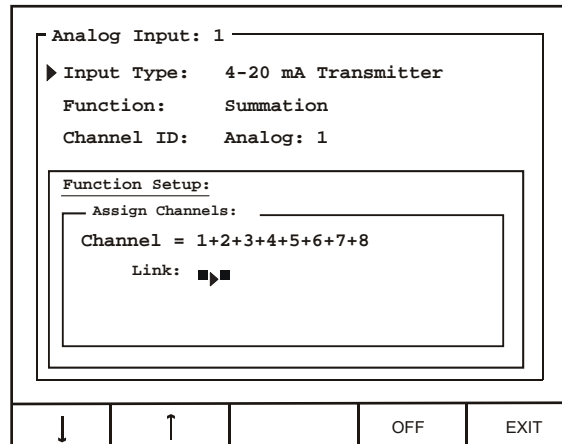 Analog Input: 1
Input Type: 4-20 mA Transmitter
Function: Summation
Channel ID: Analog: 1
Function Setup:
Assign Channels:
Channel = 1+2+3+4+5+6+7+8
Link:
↓ ↑ OFF EXIT